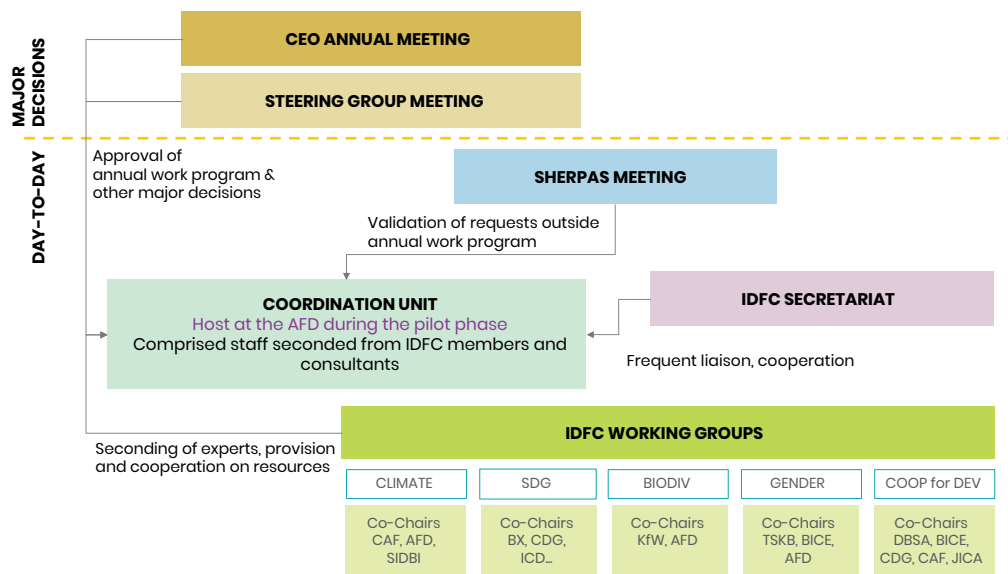 MAJOR
DECISIONS
CEO ANNUAL MEETING
STEERING GROUP MEETING
DAY-TO-DAY
Approval of
annual work program &
other major decisions
SHERPAS MEETING
Validation of requests outside
annual work program
COORDINATION UNIT
Host at the AFD during the pilot phase
Comprised staff seconded from IDFC members and
consultants
IDFC SECRETARIAT
Frequent liaison, cooperation
IDFC WORKING GROUPS
Seconding of experts, provision
and cooperation on resources
CLIMATE
SDG
BIODIV
GENDER
COOP for DEV
Co-Chairs
CAF, AFD,
SIDBI
Co-Chairs
BX, CDG,
ICD...
Co-Chairs
KfW, AFD
Co-Chairs
TSKB, BICE,
AFD
Co-Chairs
DBSA, BICE,
CDG, CAF, JICA